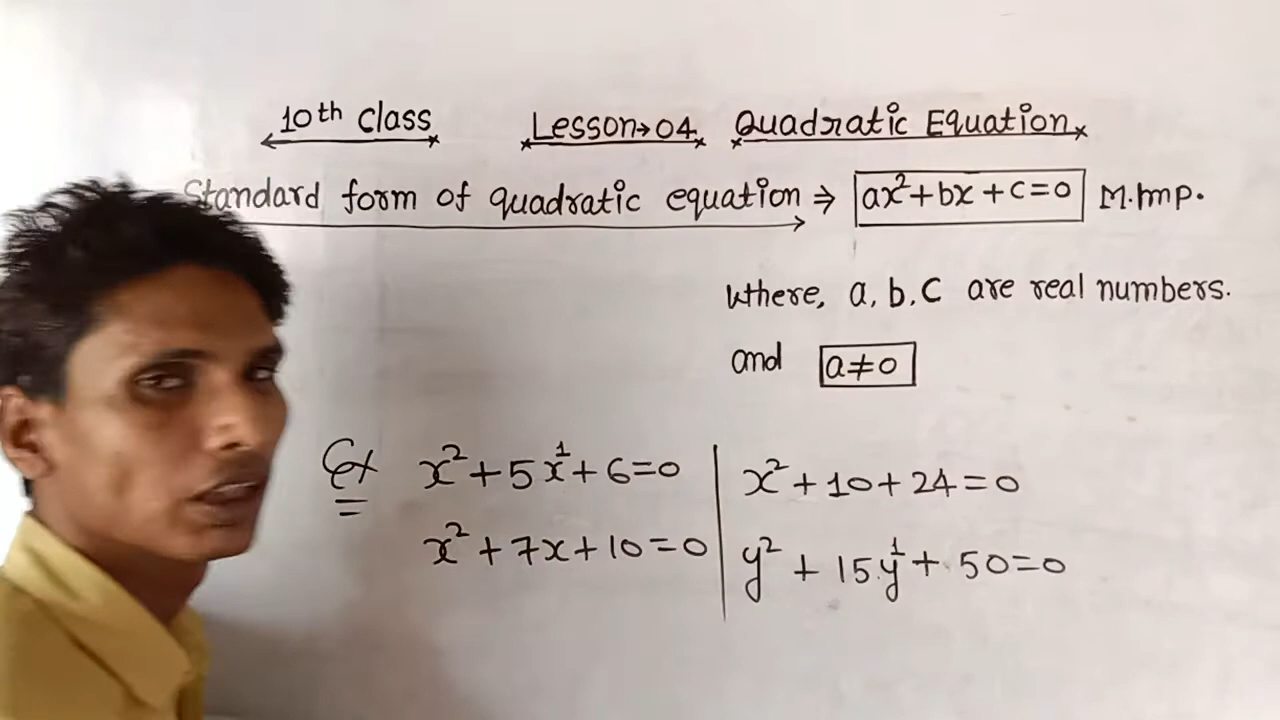 10th class Lesson→04 Quadratic Equation
Standard form of quadratic equation ⇒ ax²+bx+c=0 M.Imp.
where, a, b, c are real numbers.
and a≠0
Ex x²+5x¹+6=0
x²+7x+10=0
x²+10+24=0
y²+15y¹+50=0